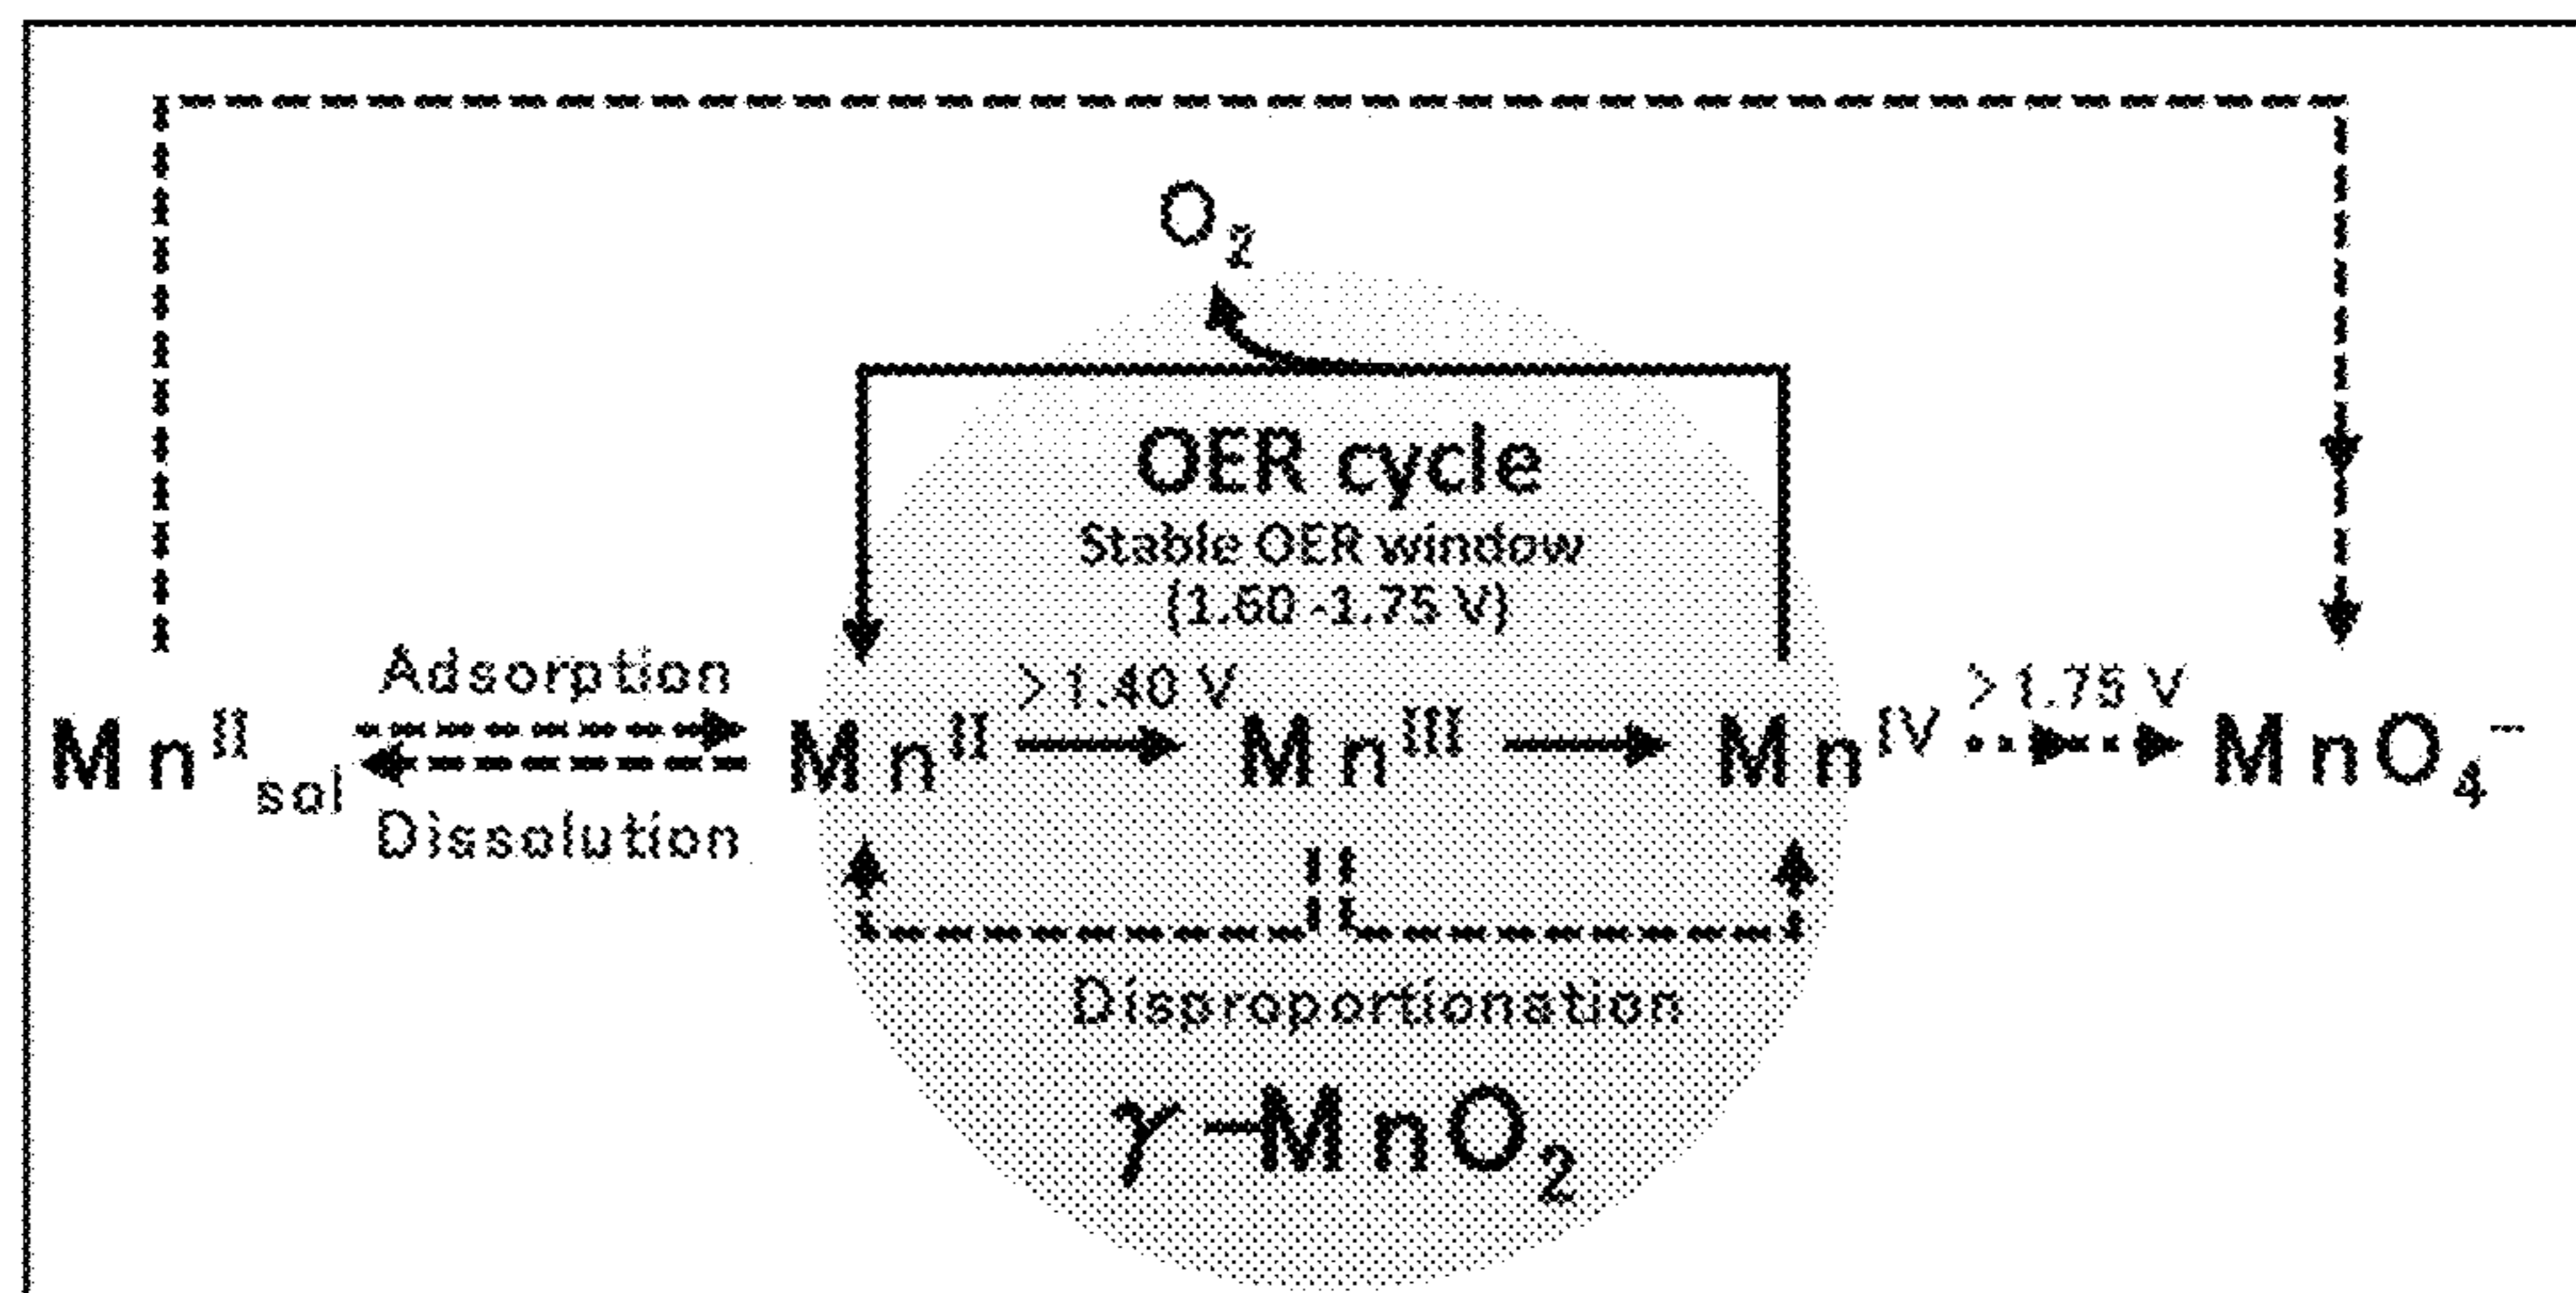 O₂
OER cycle
Stable OER window
(1.60 -1.75 V)
Adsorption
>1.40 V
>1.75 V
Mnᴵᴵsol
Mnᴵᴵ
Mnᴵᴵᴵ
Mnᴵⱽ
MnO₄⁻
Dissolution
Disproportionation
γ–MnO₂